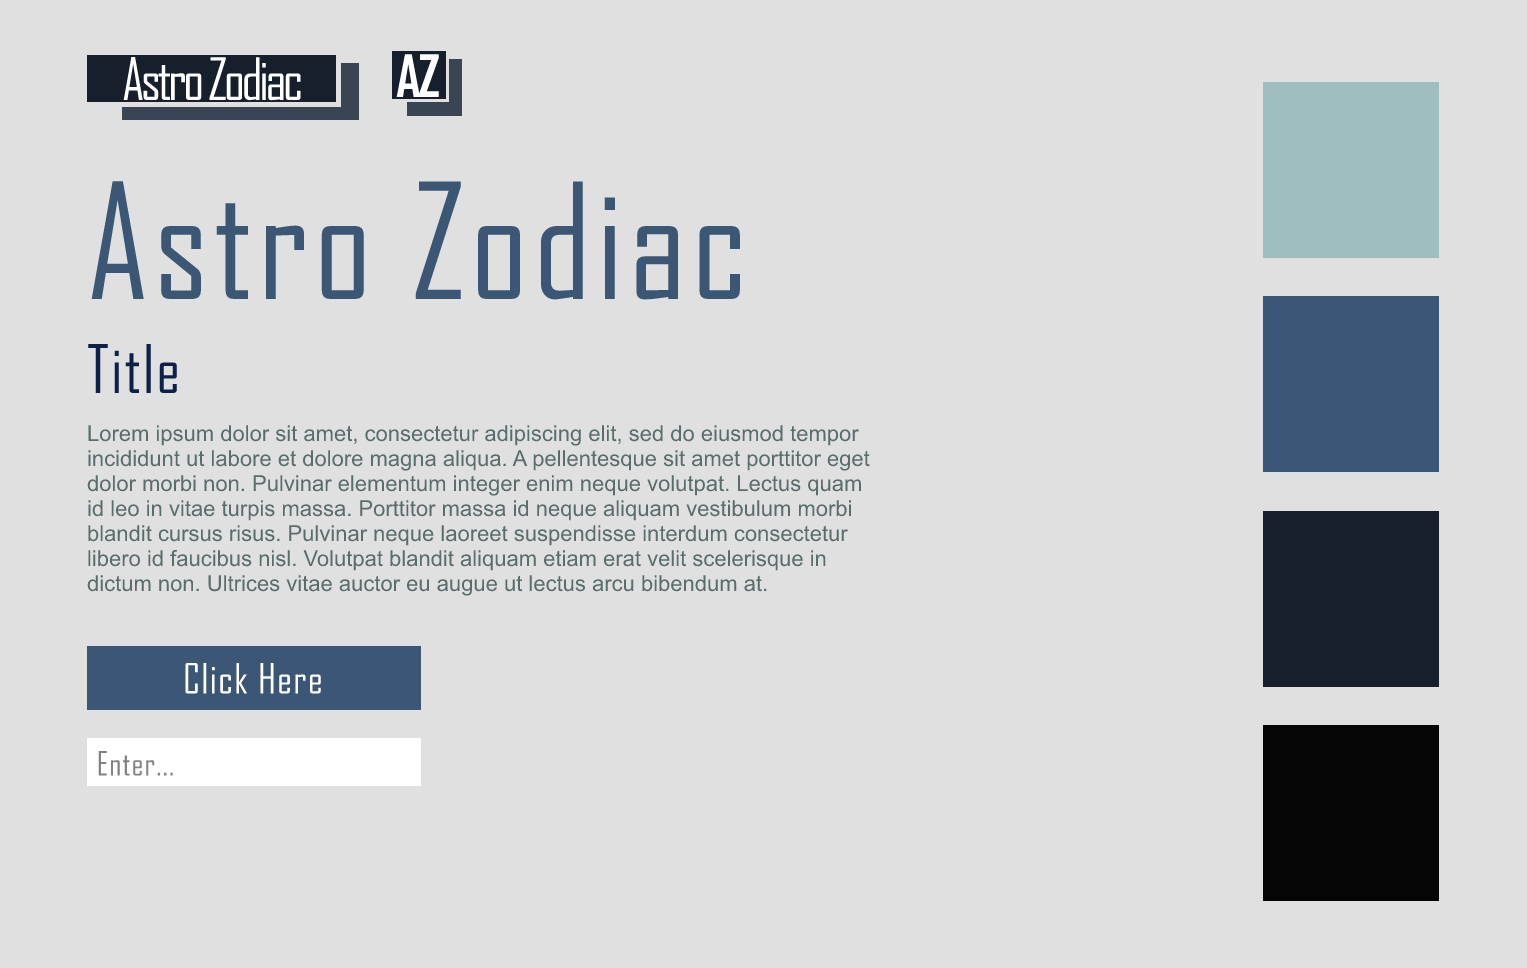 Astro Zodiac
AZ
Astro Zodiac
Title
Lorem ipsum dolor sit amet, consectetur adipiscing elit, sed do eiusmod tempor
incididunt ut labore et dolore magna aliqua. A pellentesque sit amet porttitor eget
dolor morbi non. Pulvinar elementum integer enim neque volutpat. Lectus quam
id leo in vitae turpis massa. Porttitor massa id neque aliquam vestibulum morbi
blandit cursus risus. Pulvinar neque laoreet suspendisse interdum consectetur
libero id faucibus nisl. Volutpat blandit aliquam etiam erat velit scelerisque in
dictum non. Ultrices vitae auctor eu augue ut lectus arcu bibendum at.
Click Here
Enter...